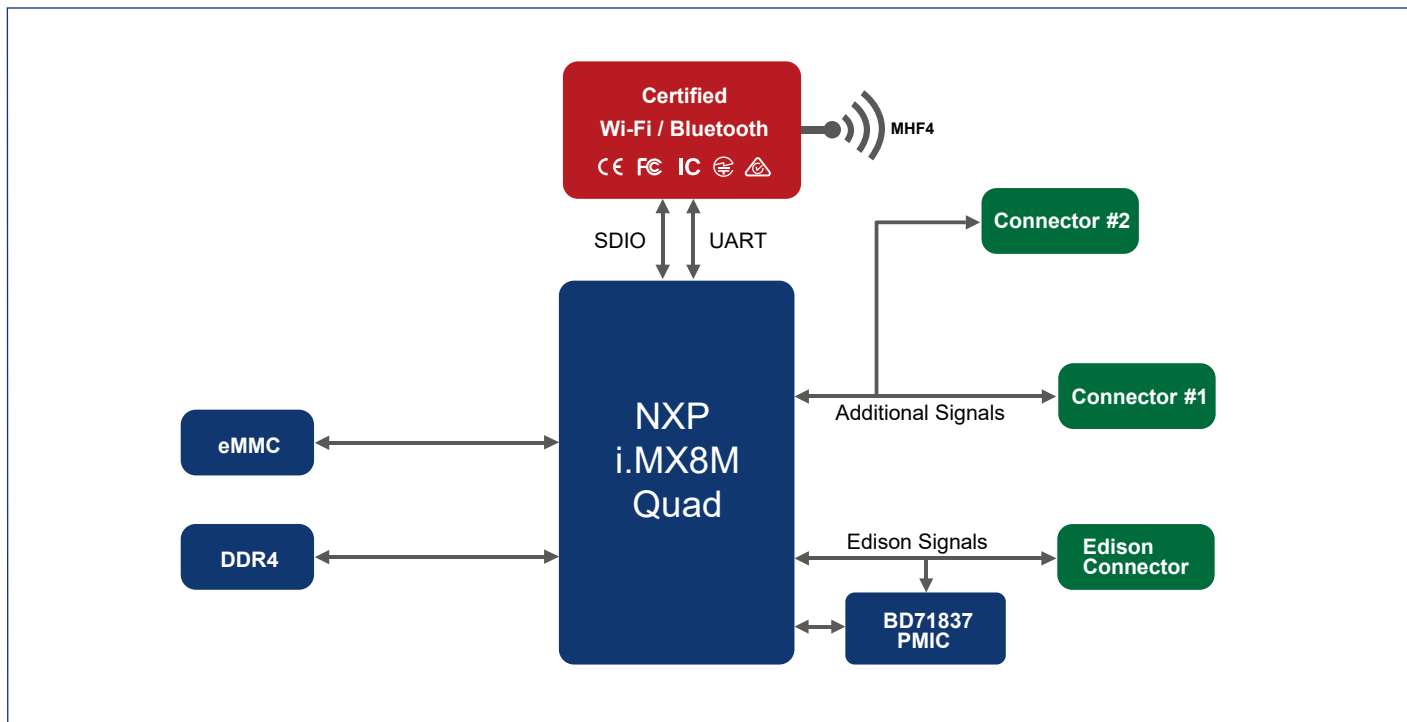 Certified
Wi-Fi / Bluetooth
CE FC IC
MHF4
SDIO
UART
Connector #2
NXP
i.MX8M
Quad
Connector #1
Additional Signals
eMMC
DDR4
Edison Signals
Edison
Connector
BD71837
PMIC